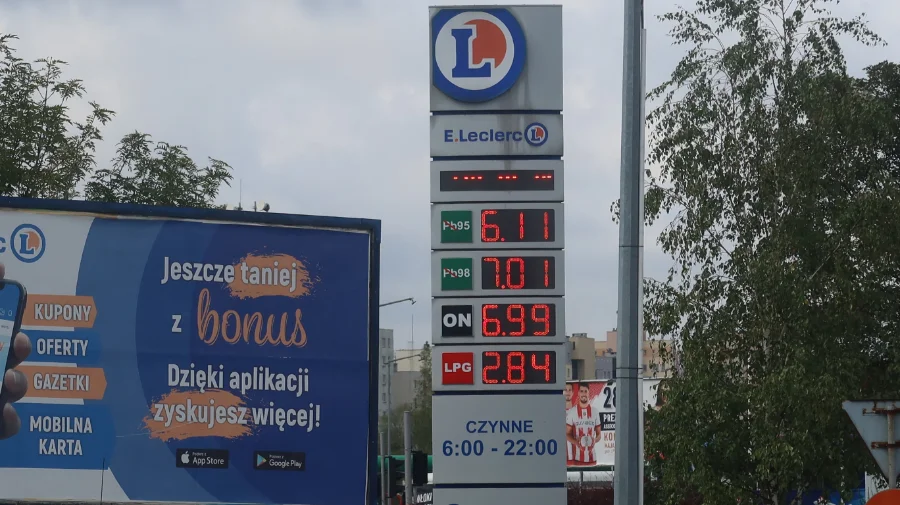 L
E.Leclerc L
--- --- ---
Pb95 6.11
Pb98 7.01
ON 6.99
LPG 2.84
CZYNNE
6:00 - 22:00
c L
Jeszcze taniej
z bonus
Dzięki aplikacji
zyskujesz więcej!
KUPONY
OFERTY
GAZETKI
MOBILNA
KARTA
App Store
Google Play
28